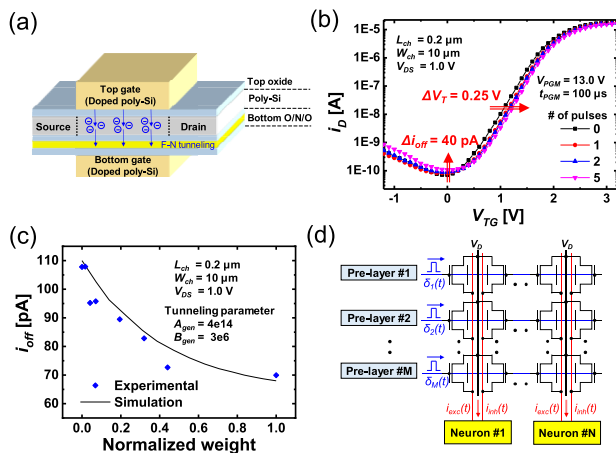 (a)
Top gate
(Doped poly-Si)
Top oxide
Poly-Si
Bottom O/N/O
Source
Drain
F-N tunneling
Bottom gate
(Doped poly-Si)
(b)
1E-5
1E-6
1E-7
1E-8
1E-9
1E-10
i_D [A]
L_ch = 0.2 µm
W_ch = 10 µm
V_DS = 1.0 V
ΔV_T = 0.25 V
Δi_off = 40 pA
V_PGM = 13.0 V
t_PGM = 100 µs
# of pulses
0
1
2
5
-1 0 1 2 3
V_TG [V]
(c)
110
100
90
80
70
60
50
40
i_off [pA]
L_ch = 0.2 µm
W_ch = 10 µm
V_DS = 1.0 V
Tunneling parameter
A_gen = 4e14
B_gen = 3e6
Experimental
Simulation
0.0 0.2 0.4 0.6 0.8 1.0
Normalized weight
(d)
V_D V_D
Pre-layer #1
δ_1(t)
Pre-layer #2
δ_2(t)
Pre-layer #M
δ_M(t)
i_exc(t) i_inh(t) i_exc(t) i_inh(t)
Neuron #1 Neuron #N